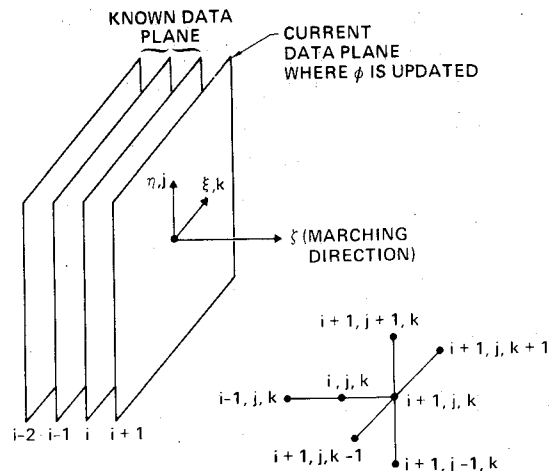 KNOWN DATA
PLANE
CURRENT
DATA PLANE
WHERE ϕ IS UPDATED
η,j
ξ,k
ζ (MARCHING
DIRECTION)
i-2
i-1
i
i + 1
i + 1, j + 1, k
i + 1, j, k + 1
i-1, j, k
i, j, k
i + 1, j, k
i + 1, j,k -1
i + 1, j-1, k